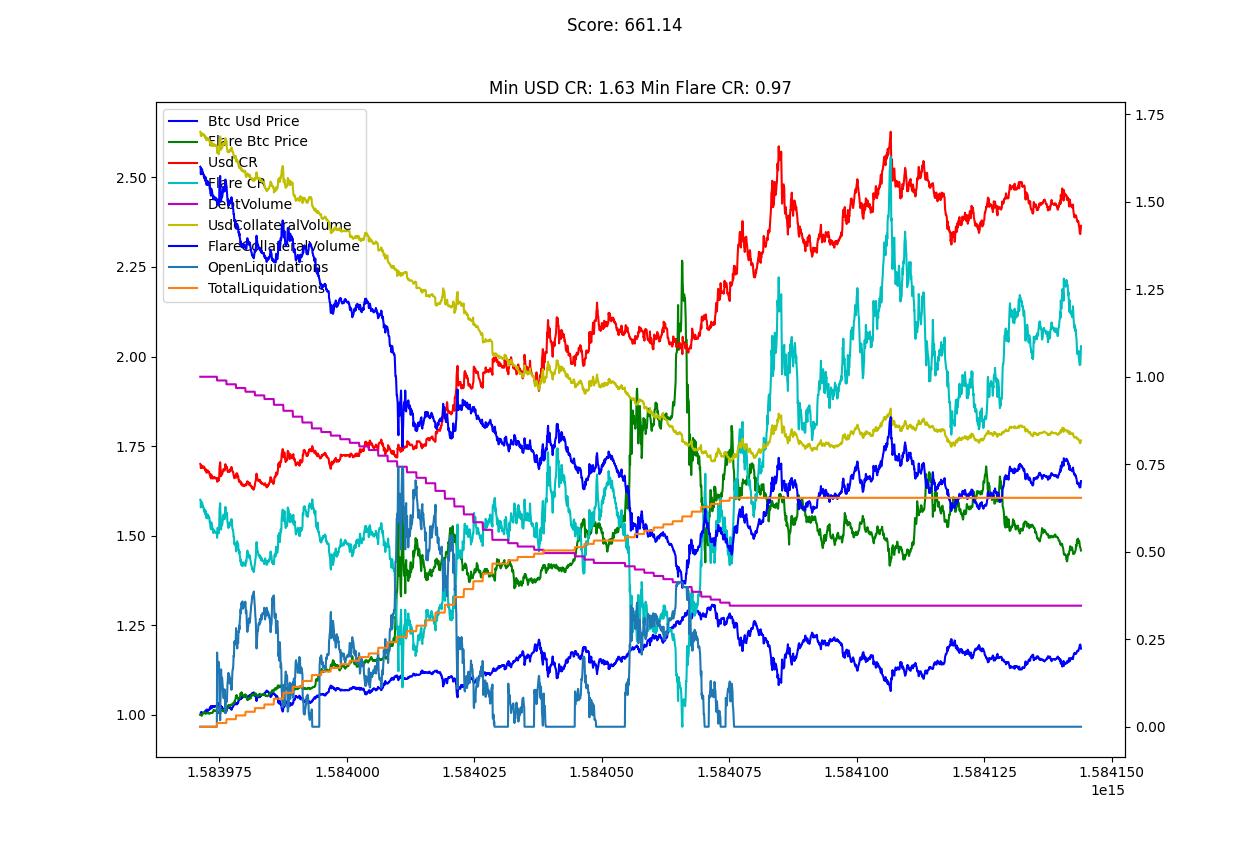 Score: 661.14
Min USD CR: 1.63 Min Flare CR: 0.97
Btc Usd Price
Flare Btc Price
Usd CR
Flare CR
DebtVolume
UsdCollateralVolume
FlareCollateralVolume
OpenLiquidations
TotalLiquidations
2.50
2.25
2.00
1.75
1.50
1.25
1.00
1.75
1.50
1.25
1.00
0.75
0.50
0.25
0.00
1.583975 1.584000 1.584025 1.584050 1.584075 1.584100 1.584125 1.584150
1e15